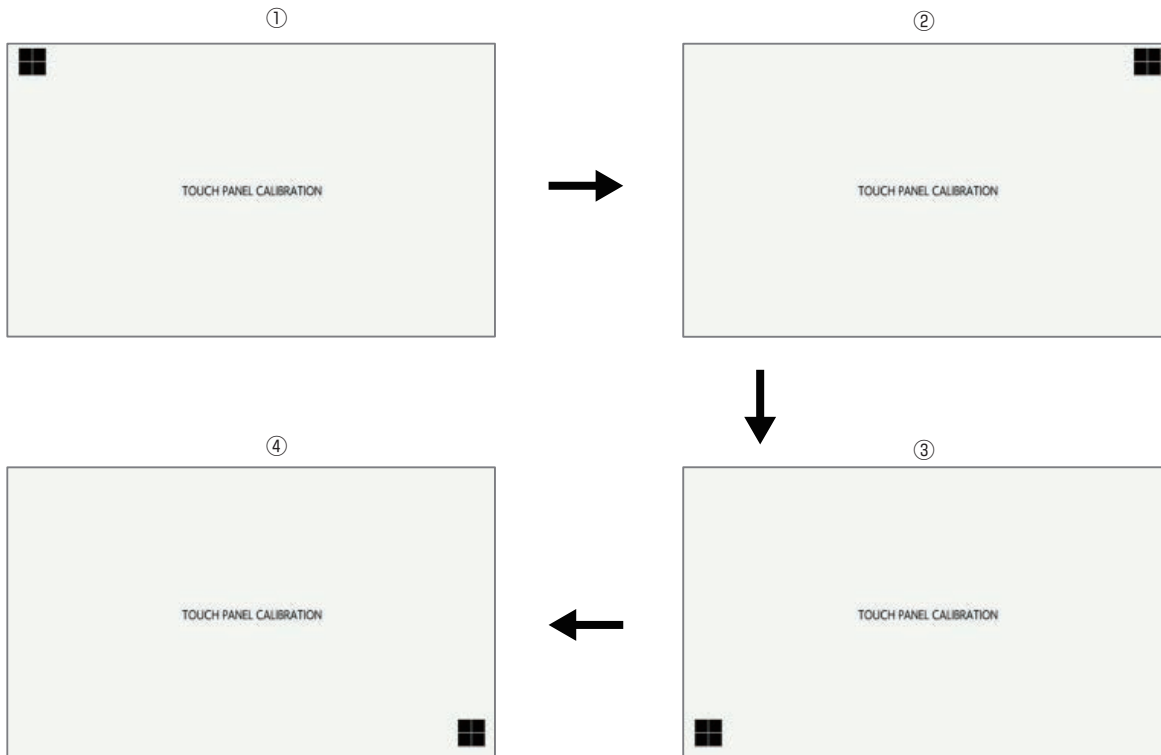 ①
②
TOUCH PANEL CALIBRATION
TOUCH PANEL CALIBRATION
④
③
TOUCH PANEL CALIBRATION
TOUCH PANEL CALIBRATION